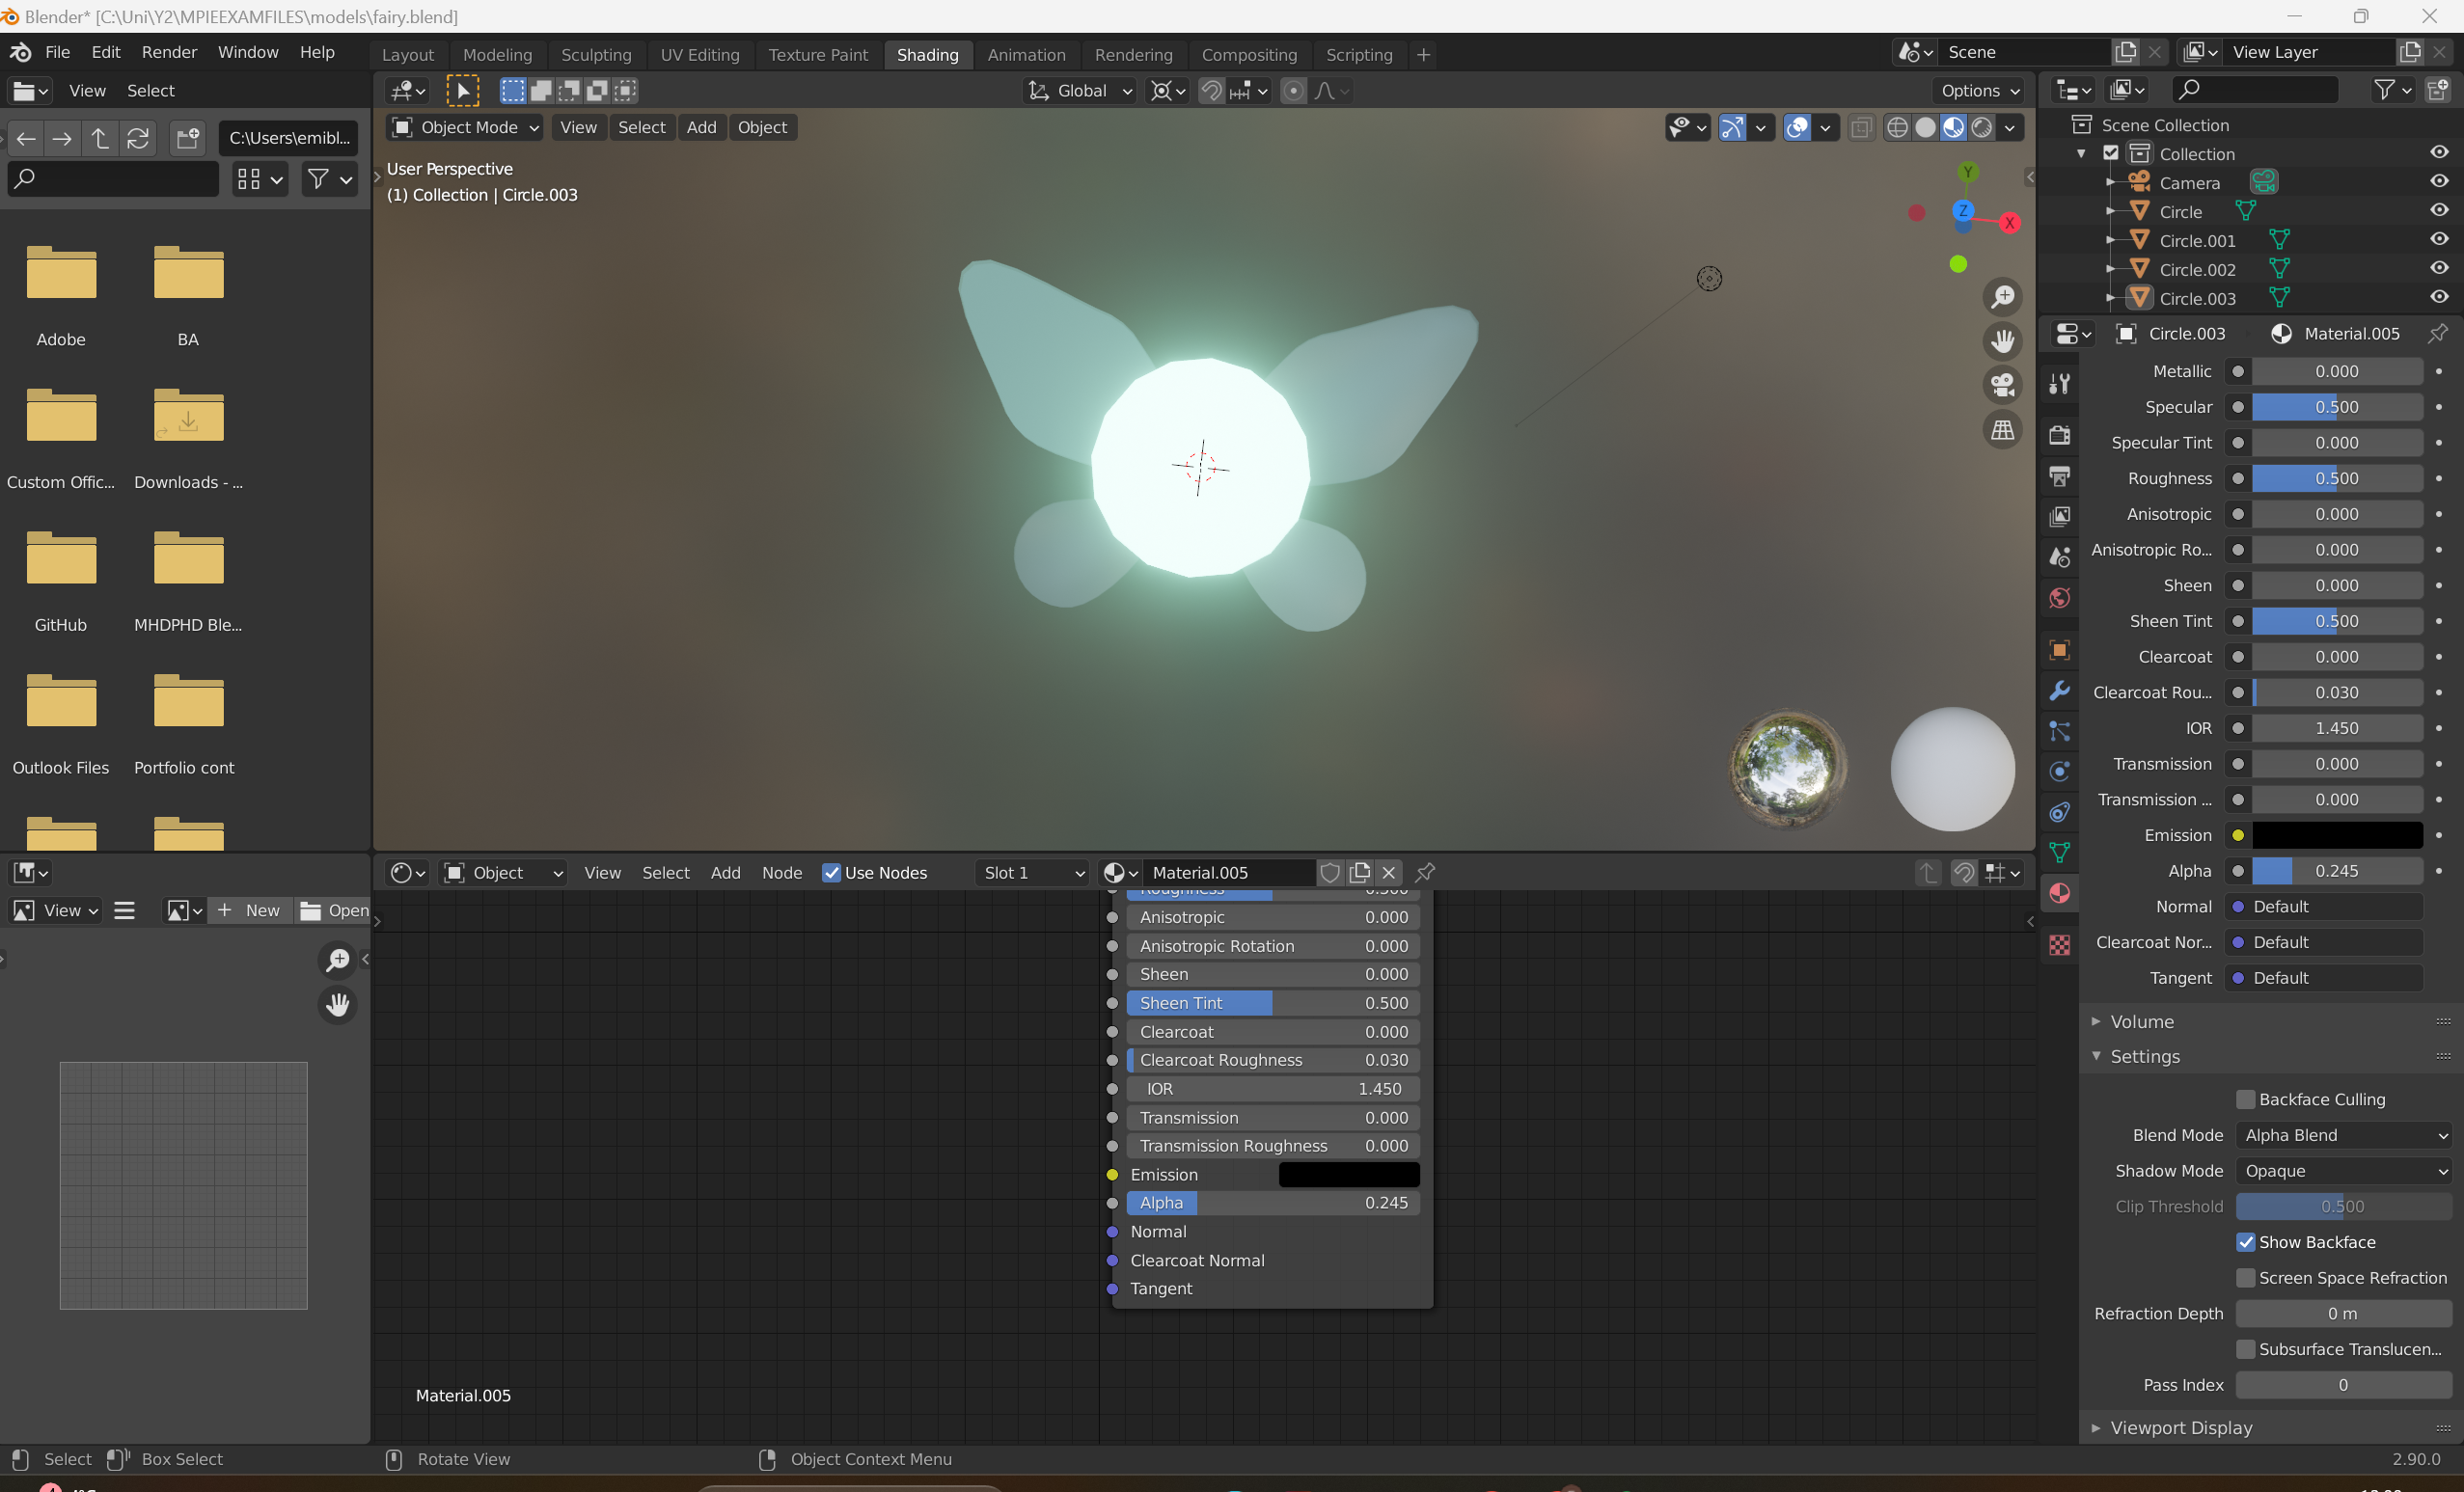 Blender* [C:\Uni\Y2\MPIEEXAMFILES\models\fairy.blend]
File Edit Render Window Help Layout Modeling Sculpting UV Editing Texture Paint Shading Animation Rendering Compositing Scripting + Scene View Layer
View Select Global Options
C:\Users\emibl... Object Mode View Select Add Object
User Perspective
(1) Collection | Circle.003
Y
Z
X
Adobe BA
Custom Offic... Downloads - ...
GitHub MHDPHD Ble...
Outlook Files Portfolio cont
Scene Collection
Collection
Camera
Circle
Circle.001
Circle.002
Circle.003
Circle.003 Material.005
Metallic 0.000
Specular 0.500
Specular Tint 0.000
Roughness 0.500
Anisotropic 0.000
Anisotropic Ro... 0.000
Sheen 0.000
Sheen Tint 0.500
Clearcoat 0.000
Clearcoat Rou... 0.030
IOR 1.450
Transmission 0.000
Transmission ... 0.000
Emission
Alpha 0.245
Normal Default
Clearcoat Nor... Default
Tangent Default
Volume
Settings
Backface Culling
Blend Mode Alpha Blend
Shadow Mode Opaque
Clip Threshold 0.500
Show Backface
Screen Space Refraction
Refraction Depth 0 m
Subsurface Translucen...
Pass Index 0
Viewport Display
View + New Open
Object View Select Add Node Use Nodes Slot 1 Material.005
Roughness 0.500
Anisotropic 0.000
Anisotropic Rotation 0.000
Sheen 0.000
Sheen Tint 0.500
Clearcoat 0.000
Clearcoat Roughness 0.030
IOR 1.450
Transmission 0.000
Transmission Roughness 0.000
Emission
Alpha 0.245
Normal
Clearcoat Normal
Tangent
Material.005
Select Box Select Rotate View Object Context Menu 2.90.0